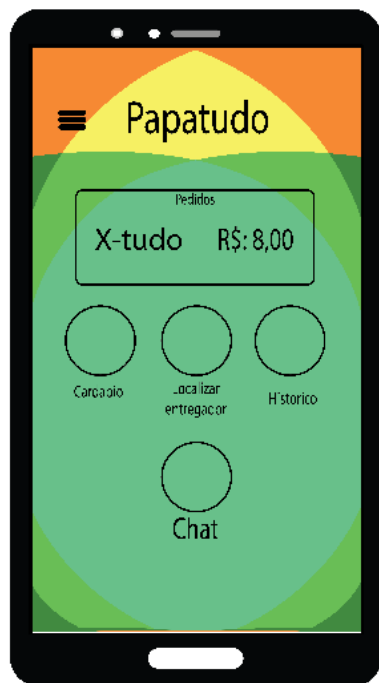 Papatudo
Pedidos
X-tudo R$: 8,00
Cardapio
Localizar
entregador
Historico
Chat